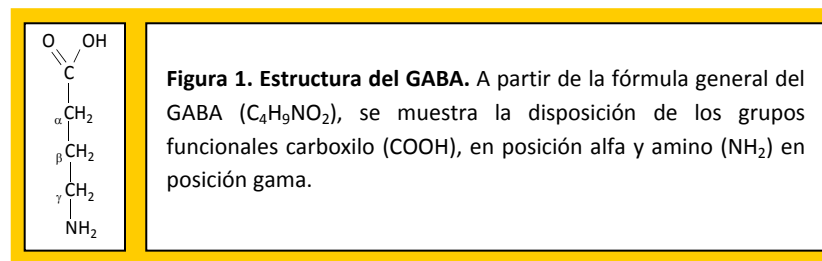 O OH
C
α CH₂
β CH₂
γ CH₂
NH₂
Figura 1. Estructura del GABA. A partir de la fórmula general del
GABA (C₄H₉NO₂), se muestra la disposición de los grupos
funcionales carboxilo (COOH), en posición alfa y amino (NH₂) en
posición gama.